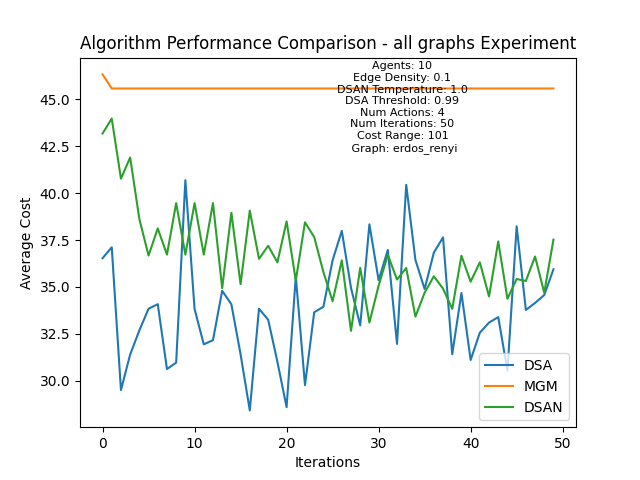 Algorithm Performance Comparison - all graphs Experiment
Agents: 10
Edge Density: 0.1
DSAN Temperature: 1.0
DSA Threshold: 0.99
Num Actions: 4
Num Iterations: 50
Cost Range: 101
Graph: erdos_renyi
Average Cost
45.0
42.5
40.0
37.5
35.0
32.5
30.0
DSA
MGM
DSAN
0 10 20 30 40 50
Iterations